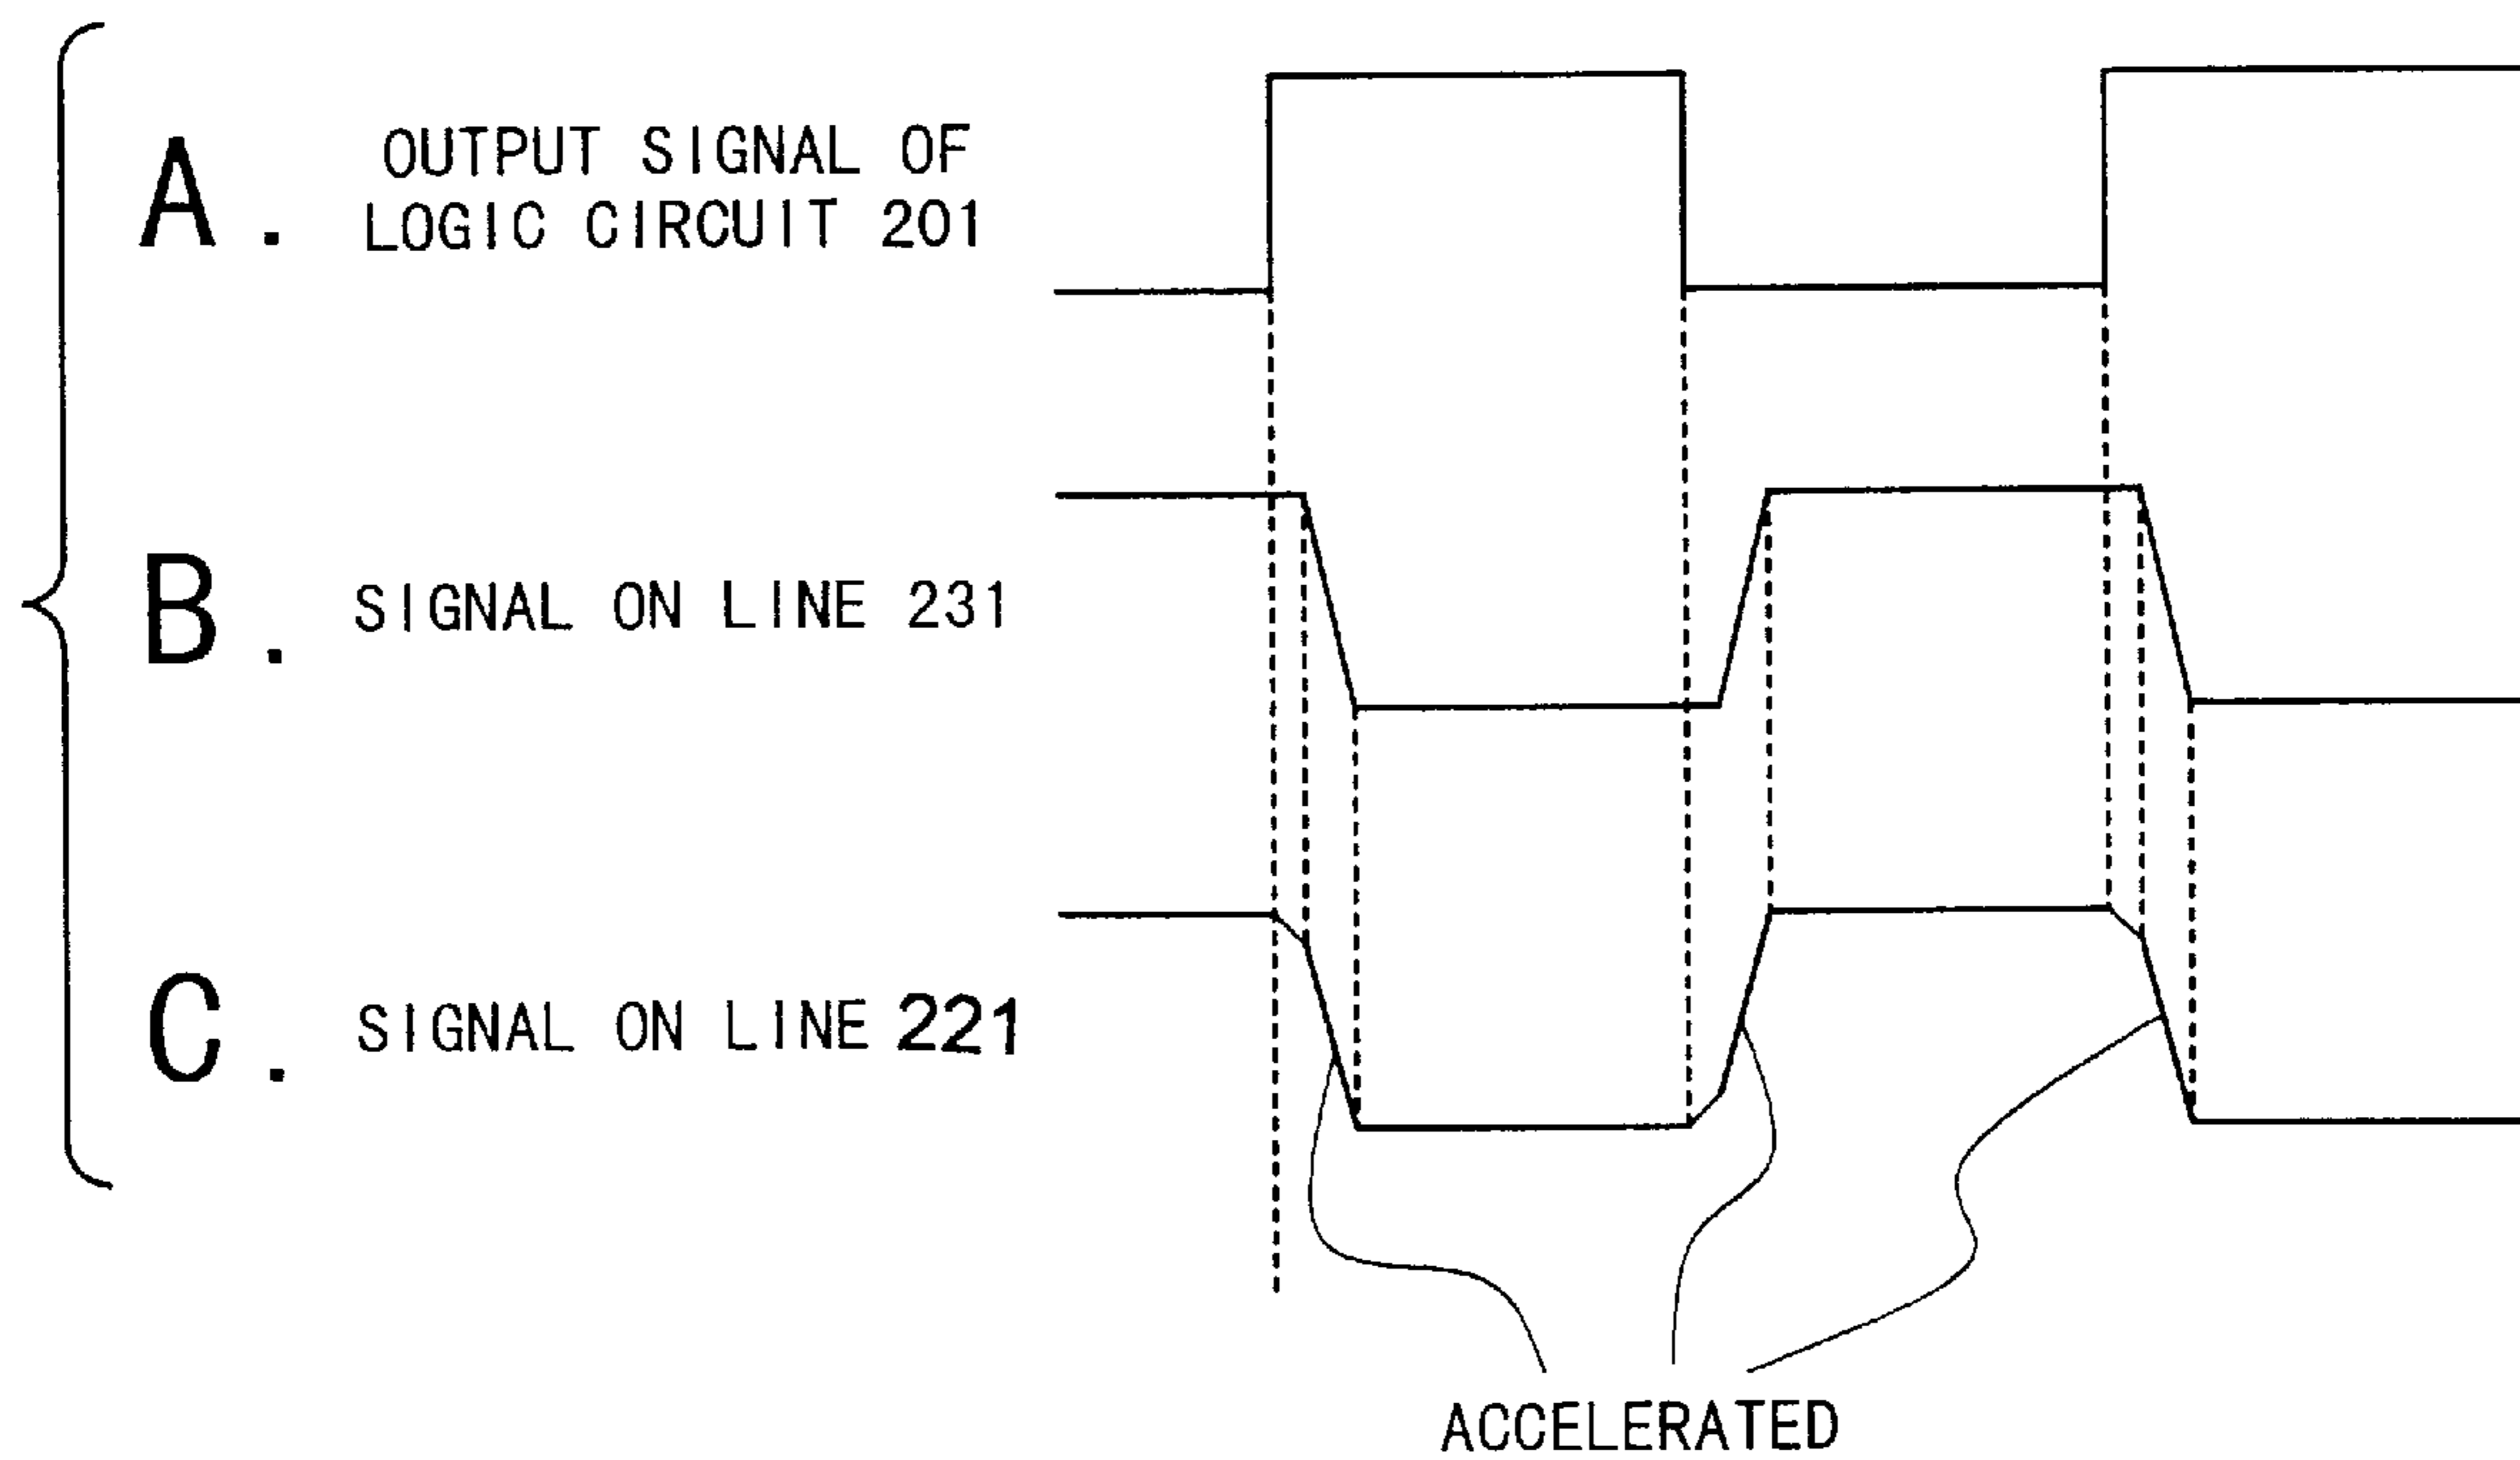 A. OUTPUT SIGNAL OF
LOGIC CIRCUIT 201
B. SIGNAL ON LINE 231
C. SIGNAL ON LINE 221
ACCELERATED